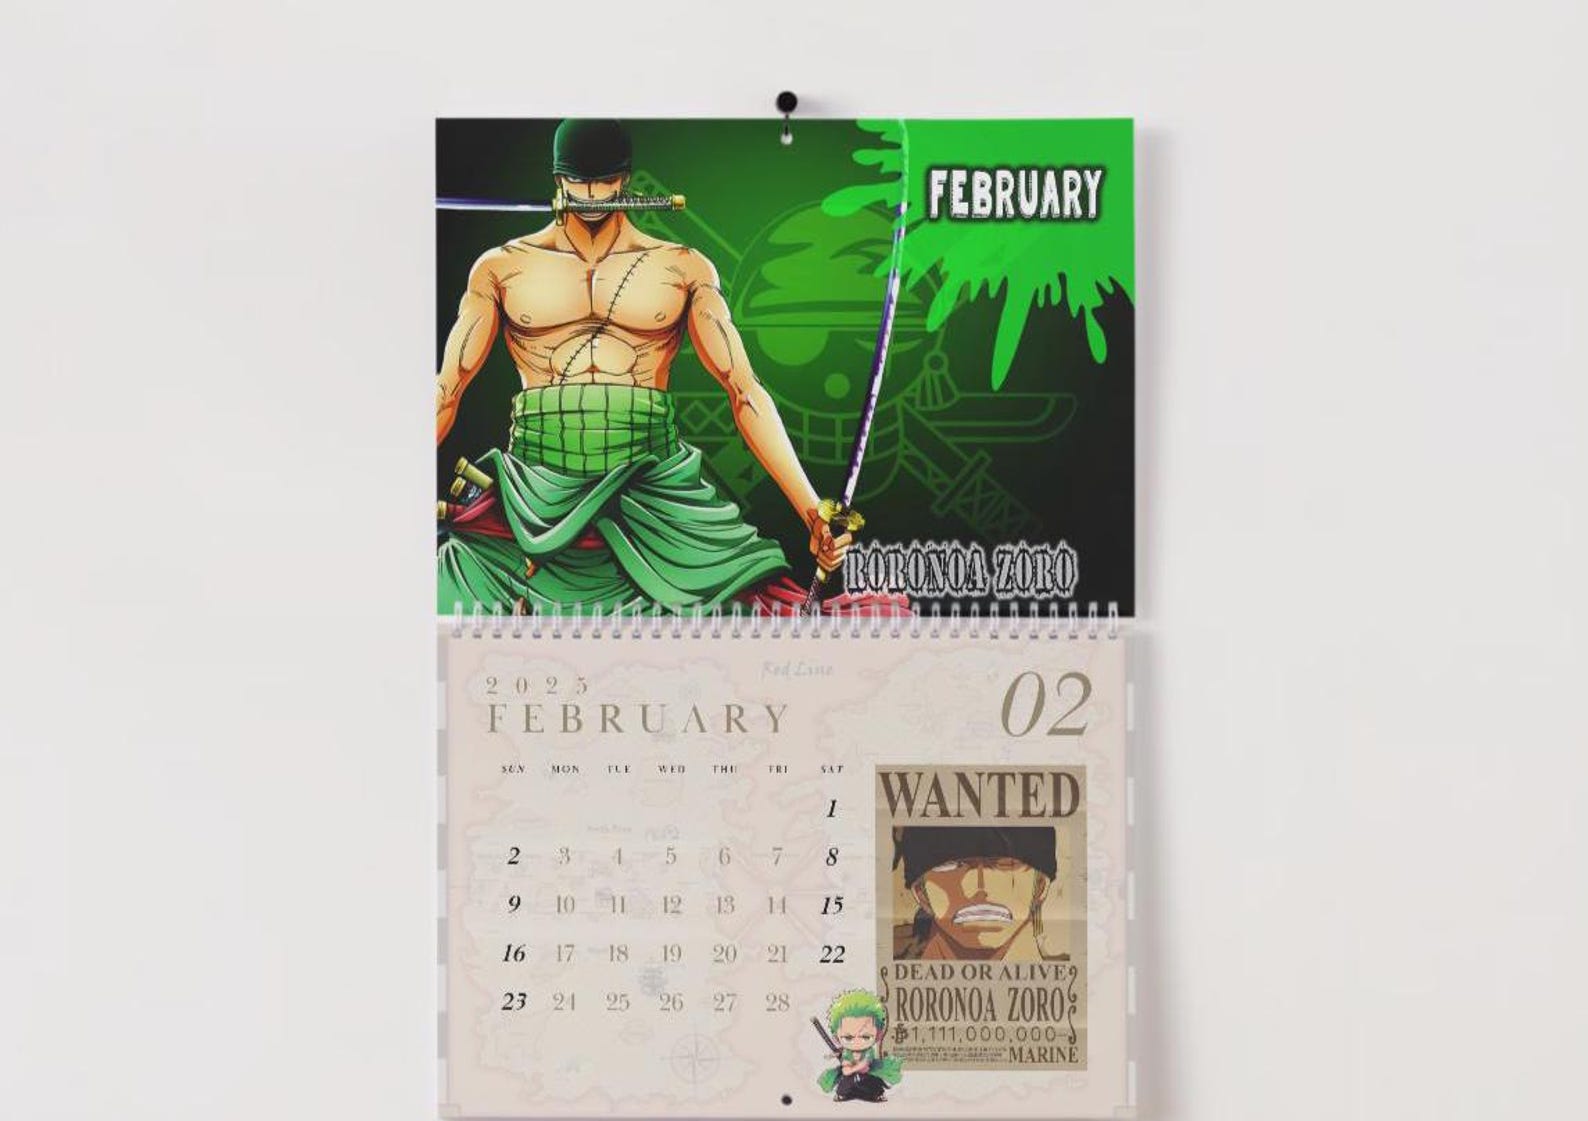 FEBRUARY
RORONOA ZORO
Red Line
2025
FEBRUARY
02
SUN MON TUE WED THU FRI SAT
1
2 3 4 5 6 7 8
9 10 11 12 13 14 15
16 17 18 19 20 21 22
23 24 25 26 27 28
WANTED
DEAD OR ALIVE
RORONOA ZORO
1,111,000,000-
MARINE